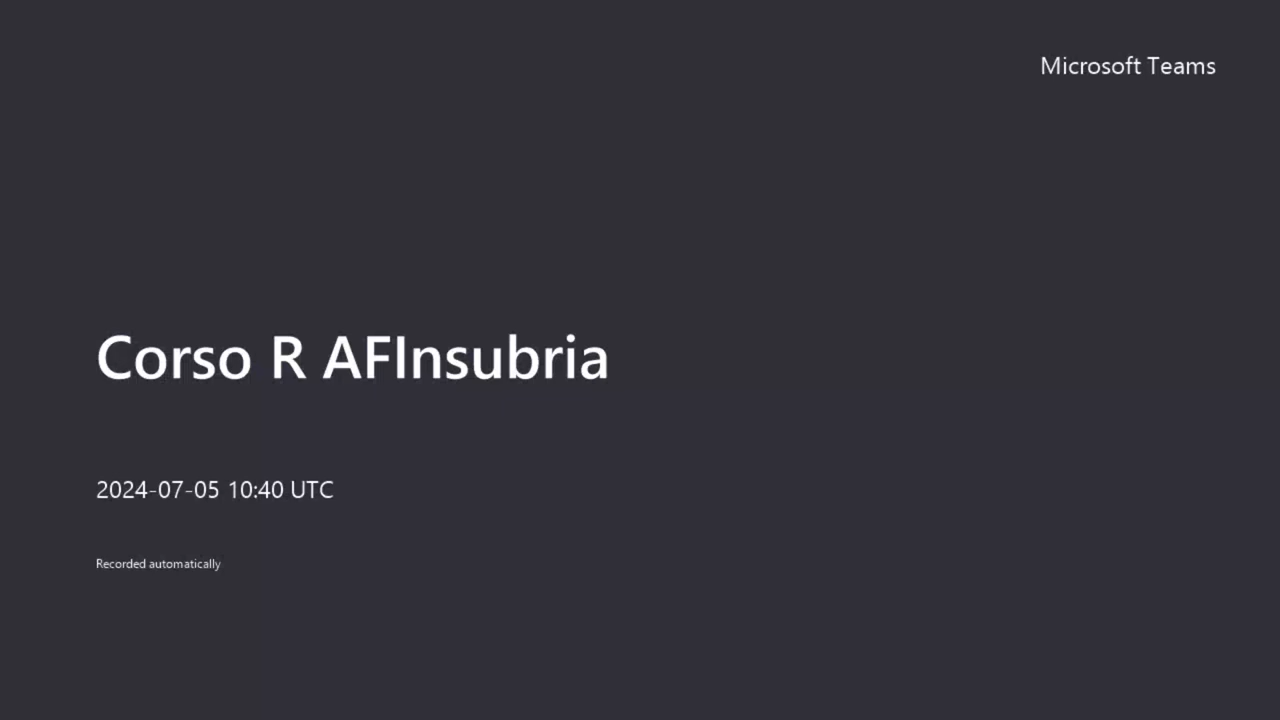 Microsoft Teams
Corso R AFInsubria
2024-07-05 10:40 UTC
Recorded automatically